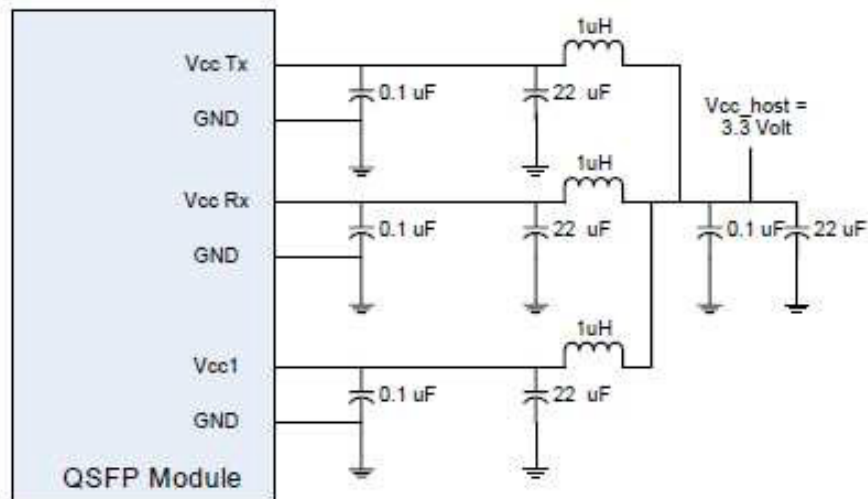 1uH
Vcc Tx
0.1 uF
22 uF
Vcc_host =
3.3 Volt
GND
1uH
Vcc Rx
0.1 uF
22 uF
0.1 uF
22 uF
GND
1uH
Vcc1
0.1 uF
22 uF
GND
QSFP Module